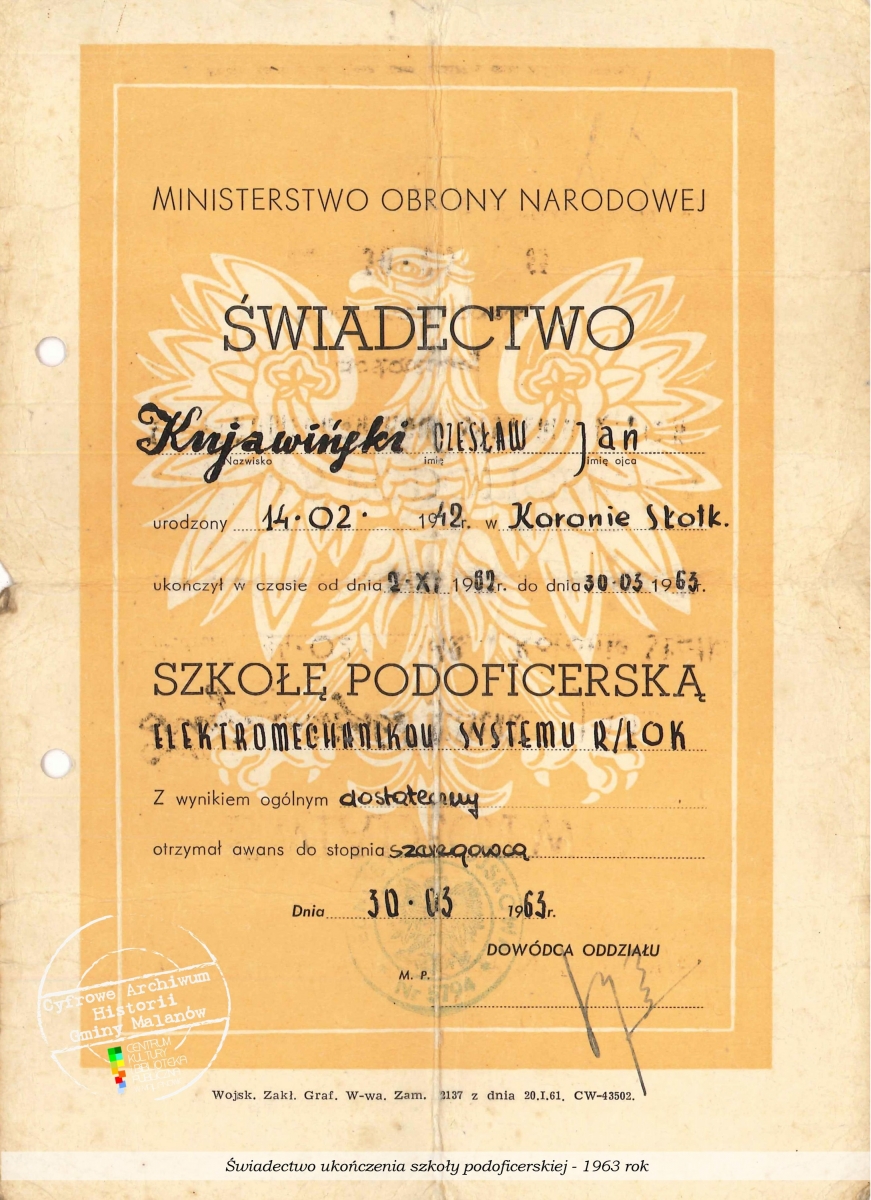 MINISTERSTWO OBRONY NARODOWEJ
ŚWIADECTWO
Kujawiński CZESŁAW Jan
Nazwisko imię imię ojca
urodzony 14.02. 1942r. w Koronie Stolk.
ukończył w czasie od dnia 2-XI 1962r. do dnia 30.03 1963r.
SZKOŁĘ PODOFICERSKĄ
ELEKTROMECHANIKÓW SYSTEMU R/LOK
Z wynikiem ogólnym dostateczny
otrzymał awans do stopnia szeregowca
Dnia 30.03 1963r.
DOWÓDCA ODDZIAŁU
M. P.
Nr 5794
Cyfrowe Archiwum
Historii
Gminy Malanów
CENTRUM
KULTURY
BIBLIOTEKA
Wojsk. Zakł. Graf. W-wa. Zam. 2137 z dnia 20.I.61. CW-43502.
Świadectwo ukończenia szkoły podoficerskiej - 1963 rok